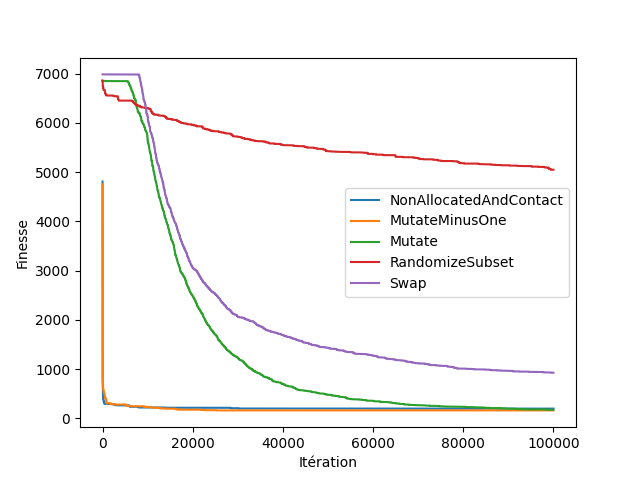 7000
6000
5000
4000
3000
2000
1000
0
Finesse
NonAllocatedAndContact
MutateMinusOne
Mutate
RandomizeSubset
Swap
0 20000 40000 60000 80000 100000
Itération